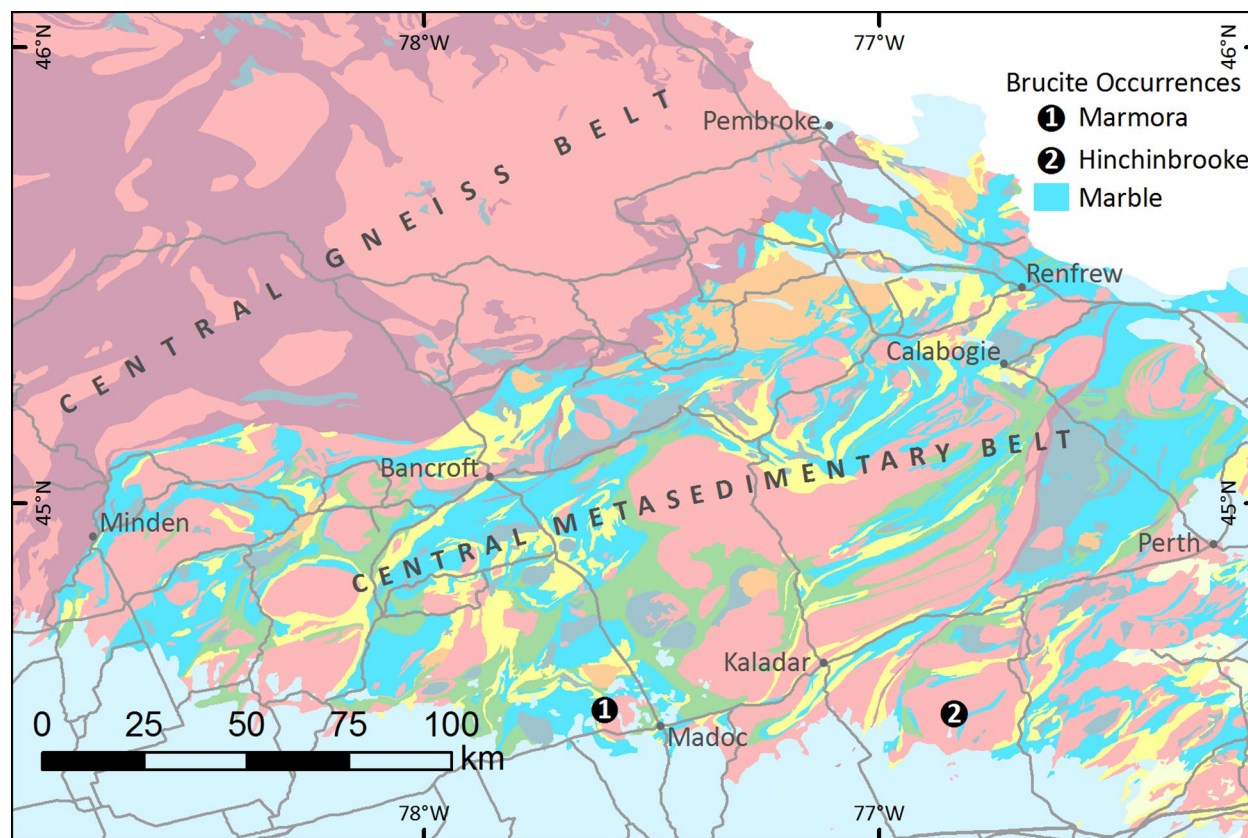 46°N
78°W
77°W
46°N
Brucite Occurrences
1 Marmora
2 Hinchinbrooke
Marble
Pembroke
CENTRAL GNEISS BELT
Renfrew
Calabogie
Bancroft
CENTRAL METASEDIMENTARY BELT
45°N
Minden
45°N
Perth
Kaladar
1
2
Madoc
0 25 50 75 100
km
78°W
77°W